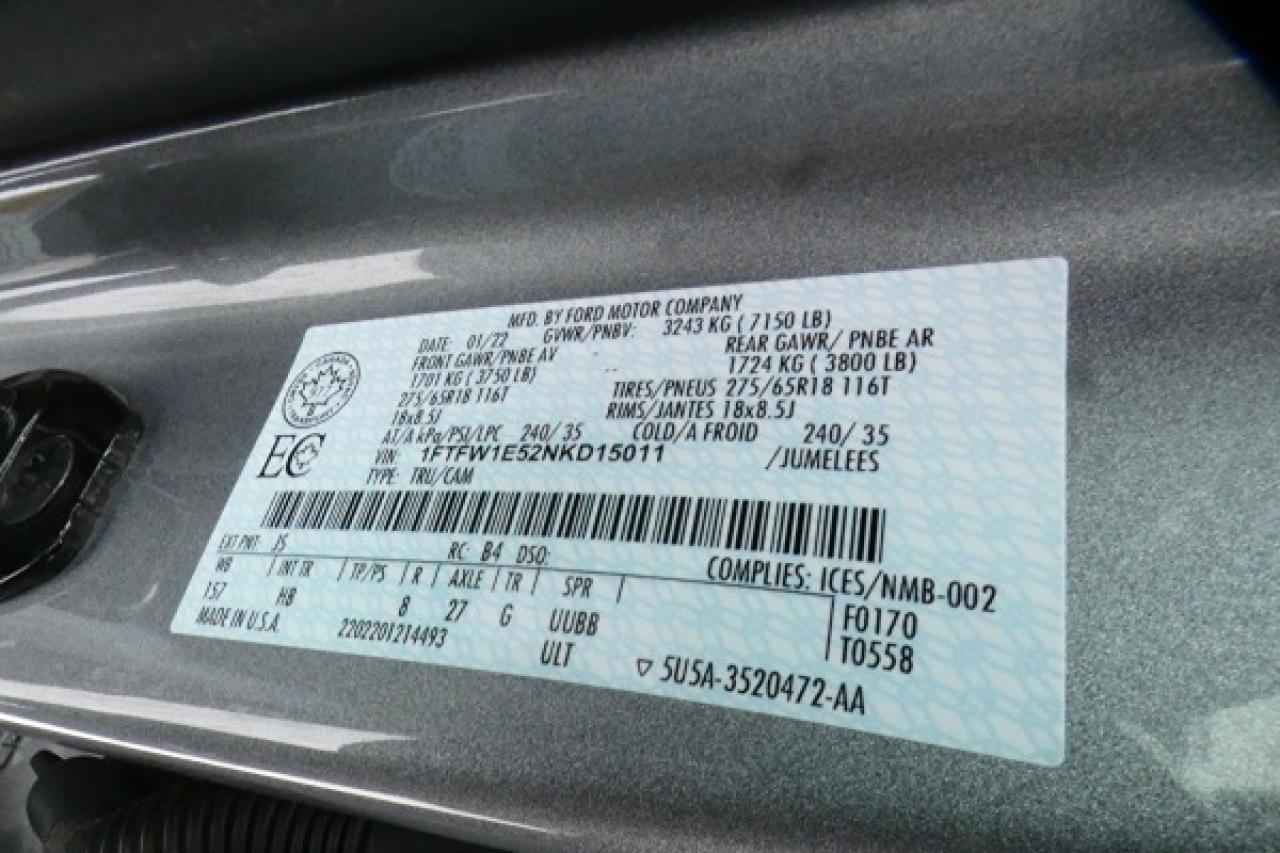 MFD. BY FORD MOTOR COMPANY
DATE: 01/22 GVWR/PNBV: 3243 KG ( 7150 LB)
FRONT GAWR/PNBE AV REAR GAWR/ PNBE AR
1701 KG ( 3750 LB) 1724 KG ( 3800 LB)
275/65R18 116T TIRES/PNEUS 275/65R18 116T
18x8.5J RIMS/JANTES 18x8.5J
AT/A kPa/PSI/LPC 240/ 35 COLD/A FROID 240/ 35
VIN: 1FTFW1E52NKD15011 /JUMELEES
TYPE: TRU/CAM
EC
EXT PNT: J5 RC: B4 DSO:
COMPLIES: ICES/NMB-002
WB INT TR TP/PS R AXLE TR SPR
157 HB 8 27 G UUBB
F0170
T0558
MADE IN U.S.A. 2202201214493 ULT
5U5A-3520472-AA